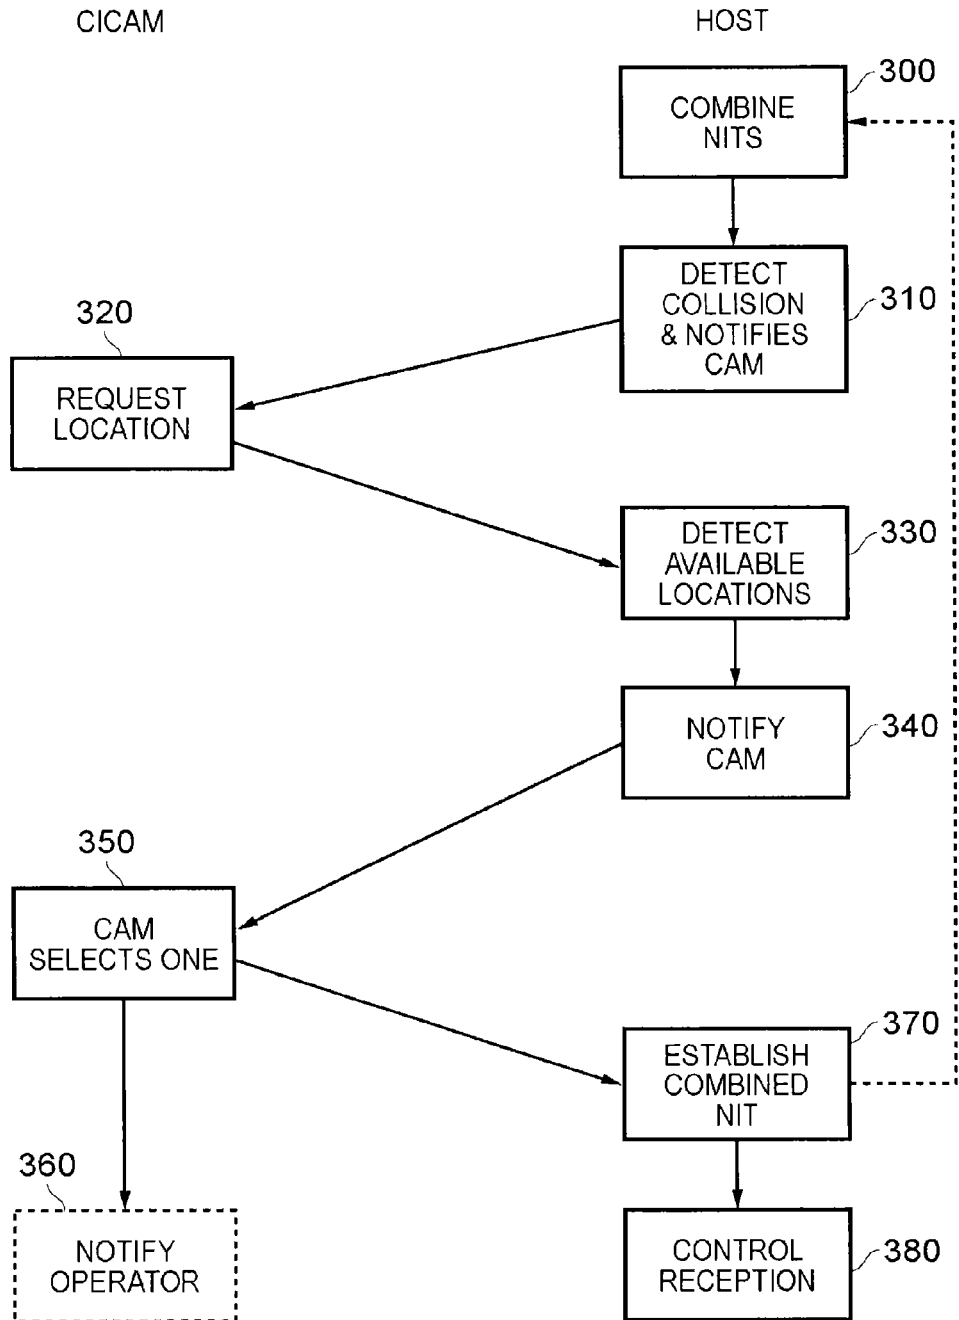 CICAM
HOST
300
COMBINE
NITS
310
DETECT
COLLISION
& NOTIFIES
CAM
320
REQUEST
LOCATION
330
DETECT
AVAILABLE
LOCATIONS
340
NOTIFY
CAM
350
CAM
SELECTS ONE
370
ESTABLISH
COMBINED
NIT
360
NOTIFY
OPERATOR
380
CONTROL
RECEPTION